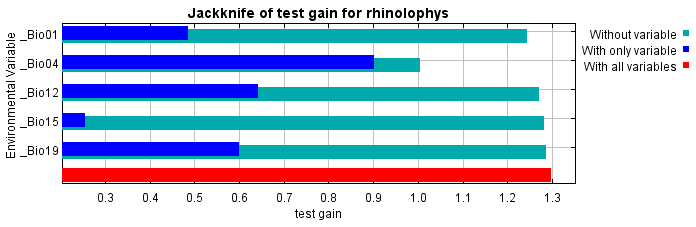 Jackknife of test gain for rhinolophys
Environmental Variable
_Bio01
_Bio04
_Bio12
_Bio15
_Bio19
0.3 0.4 0.5 0.6 0.7 0.8 0.9 1.0 1.1 1.2 1.3
test gain
Without variable
With only variable
With all variables